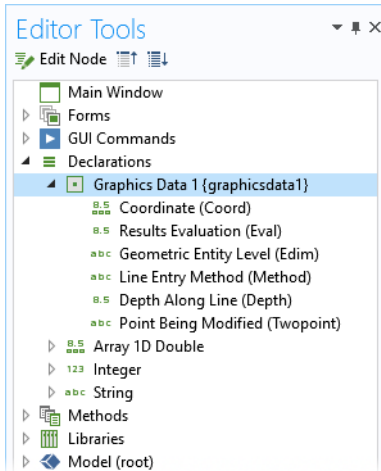 Editor Tools
Edit Node
Main Window
Forms
GUI Commands
Declarations
Graphics Data 1 {graphicsdata1}
8.5 Coordinate (Coord)
8.5 Results Evaluation (Eval)
abc Geometric Entity Level (Edim)
abc Line Entry Method (Method)
8.5 Depth Along Line (Depth)
abc Point Being Modified (Twopoint)
8.5 Array 1D Double
123 Integer
abc String
Methods
Libraries
Model (root)